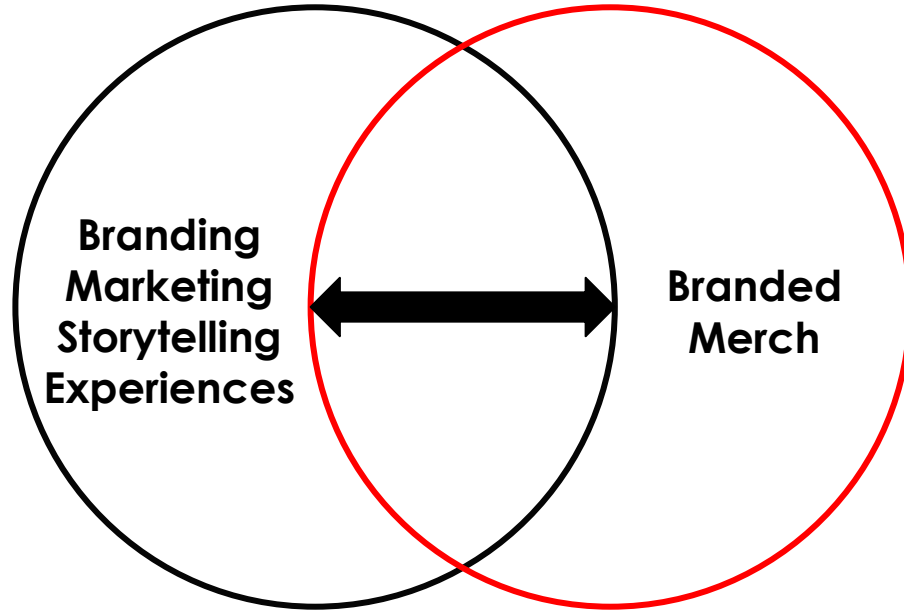 Branding
Marketing
Storytelling
Experiences
Branded
Merch